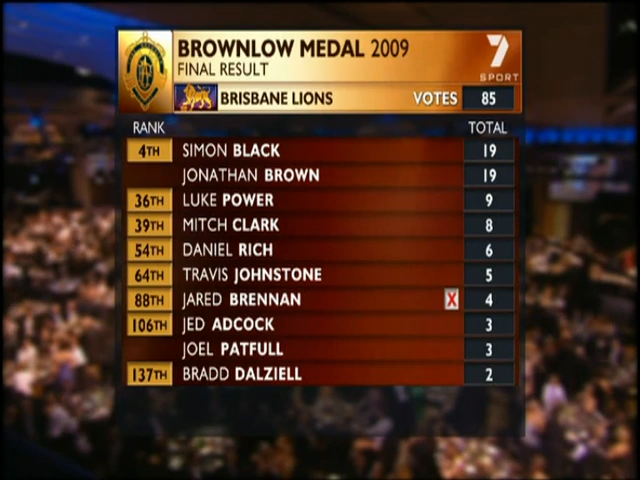 BROWNLOW MEDAL 2009
FINAL RESULT
7 SPORT
BRISBANE LIONS VOTES 85
RANK TOTAL
4TH SIMON BLACK 19
JONATHAN BROWN 19
36TH LUKE POWER 9
39TH MITCH CLARK 8
54TH DANIEL RICH 6
64TH TRAVIS JOHNSTONE 5
88TH JARED BRENNAN X 4
106TH JED ADCOCK 3
JOEL PATFULL 3
137TH BRADD DALZIELL 2